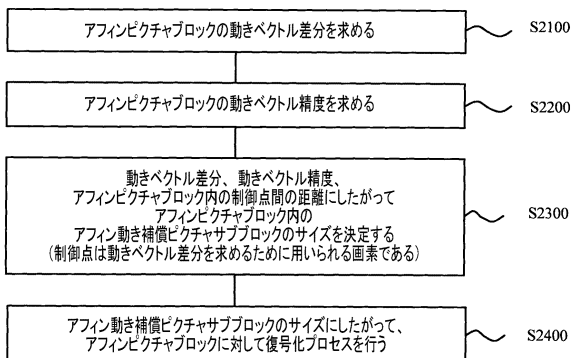 アフィンピクチャブロックの動きベクトル差分を求める
S2100
アフィンピクチャブロックの動きベクトル精度を求める
S2200
動きベクトル差分、動きベクトル精度、
アフィンピクチャブロック内の制御点間の距離にしたがって
アフィンピクチャブロック内の
アフィン動き補償ピクチャサブブロックのサイズを決定する
(制御点は動きベクトル差分を求めるために用いられる画素である)
S2300
アフィン動き補償ピクチャサブブロックのサイズにしたがって、
アフィンピクチャブロックに対して復号化プロセスを行う
S2400